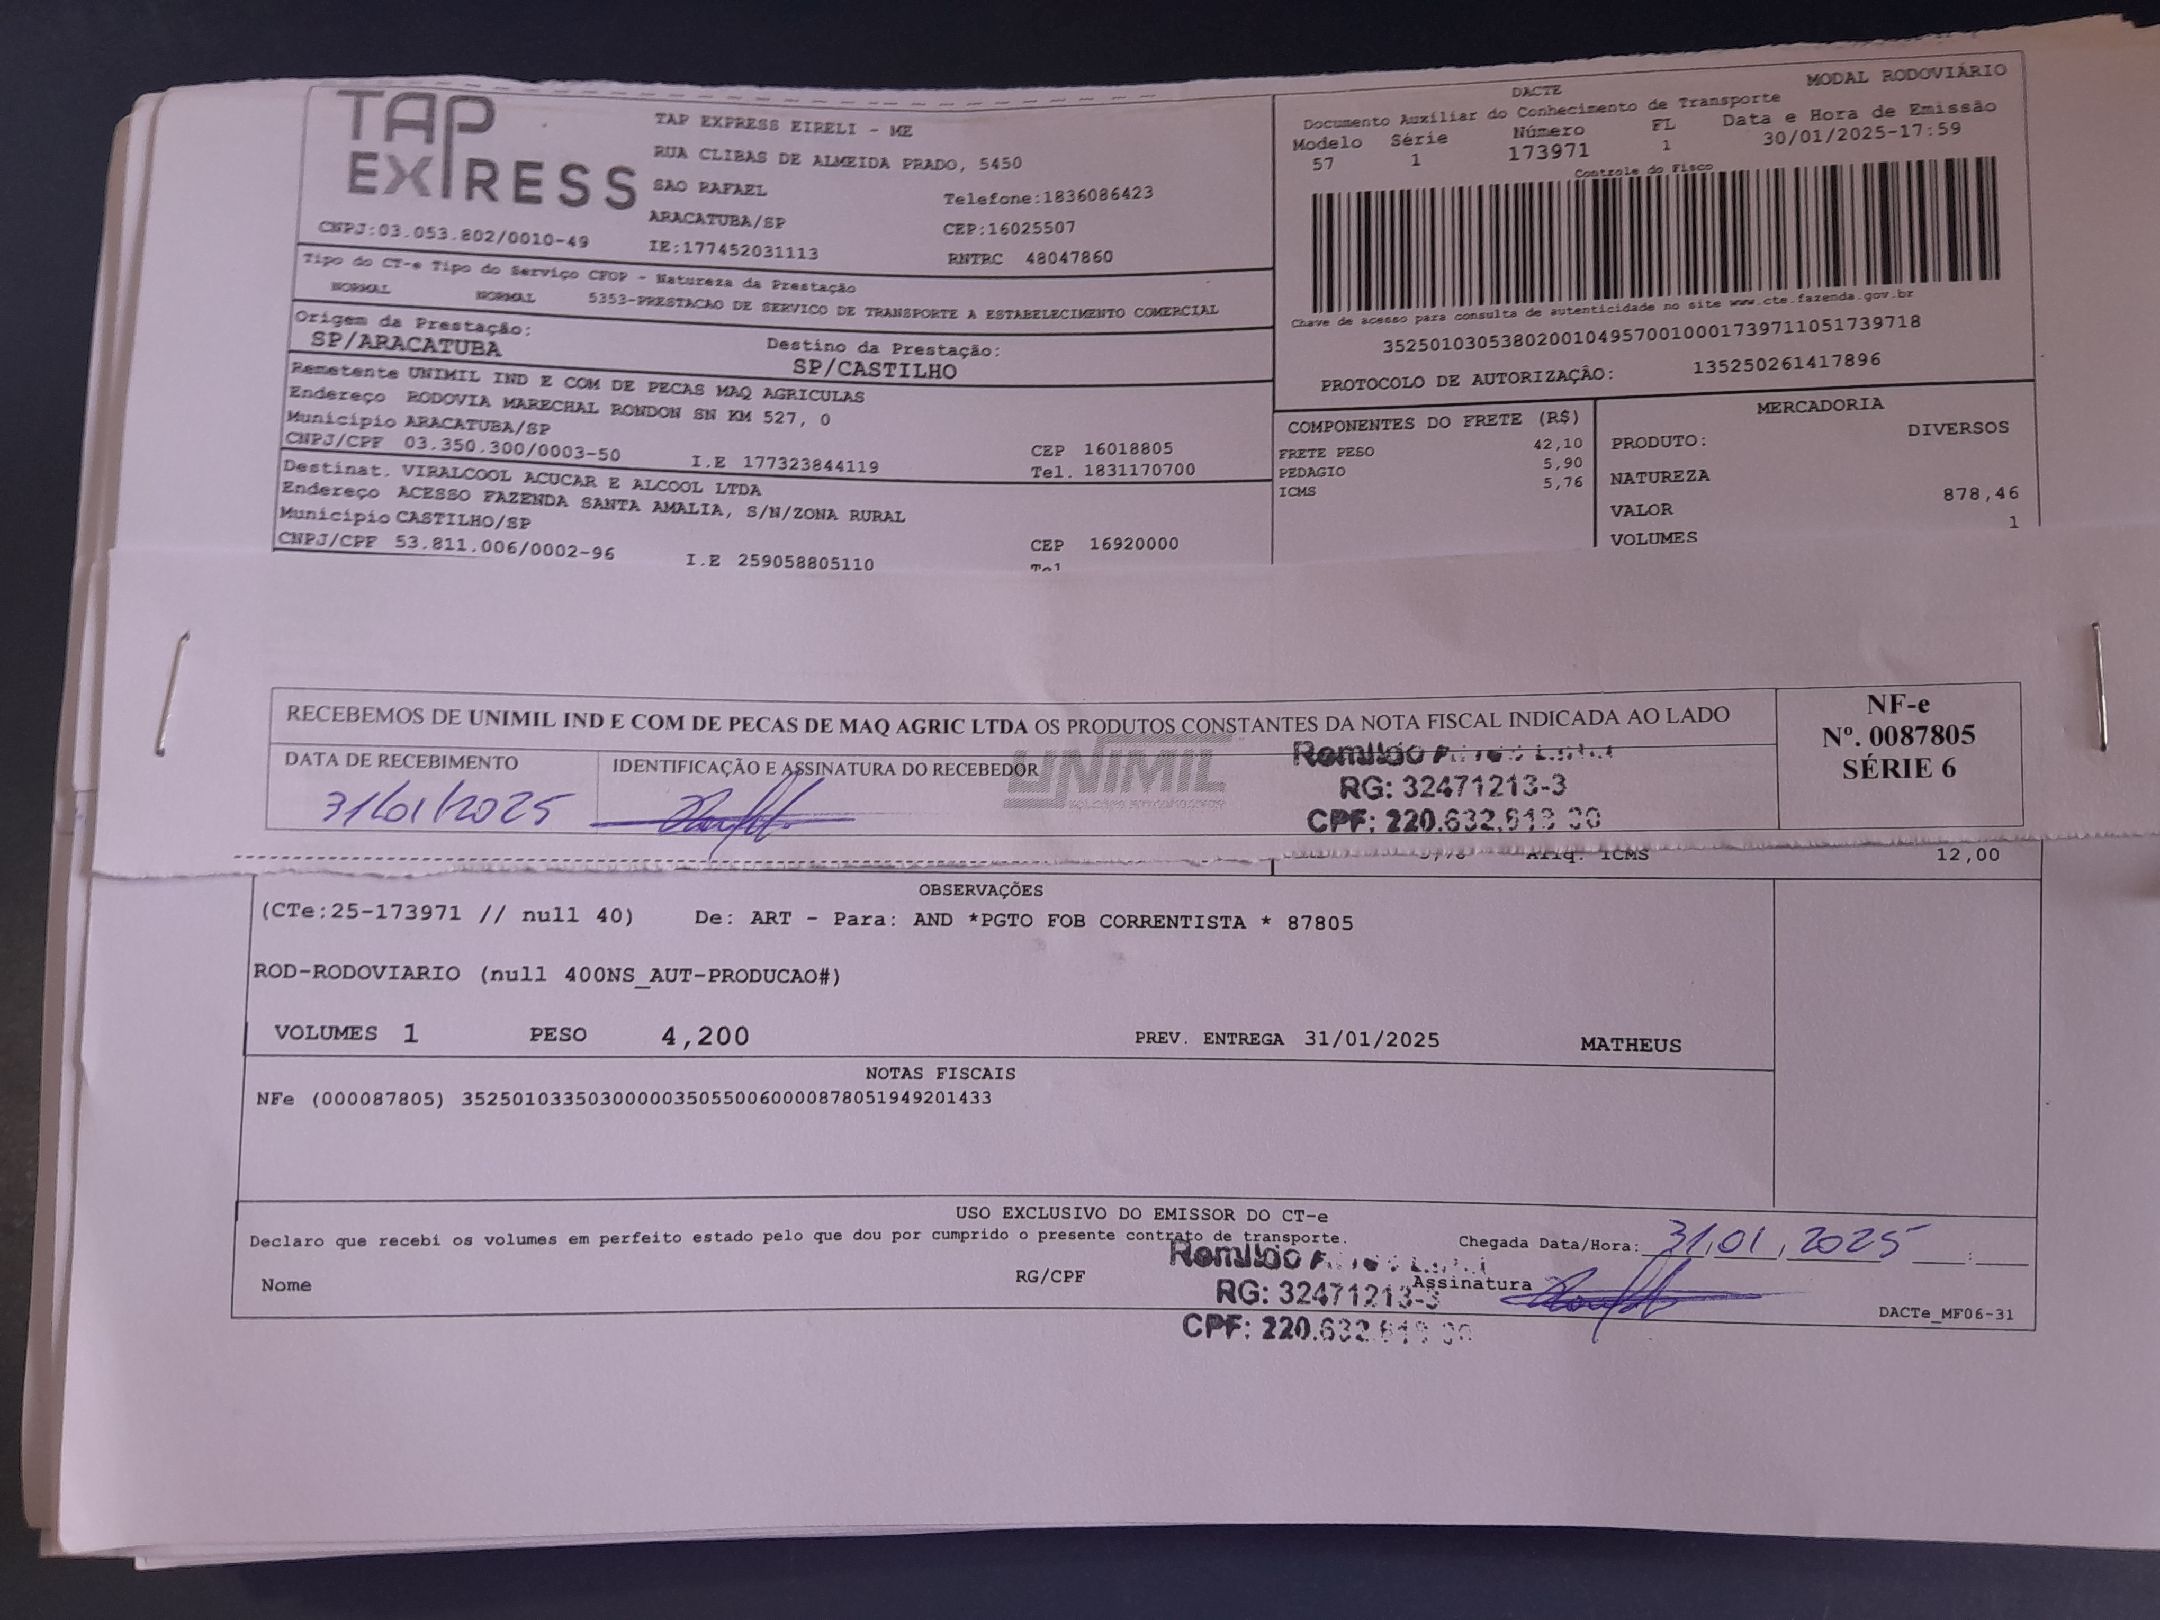 TAP EXPRESS
TAP EXPRESS EIRELI - ME
RUA CLIBAS DE ALMEIDA PRADO, 5450
SAO RAFAEL
Telefone:1836086423
ARACATUBA/SP
CEP:16025507
CNPJ:03.053.802/0010-49
IE:177452031113
RNTRC 48047860
DACTE
MODAL RODOVIÁRIO
Documento Auxiliar do Conhecimento de Transporte
Modelo Série Número FL Data e Hora de Emissão
57 1 173971 1 30/01/2025-17:59
Controle do Fisco
Chave de acesso para consulta de autenticidade no site www.cte.fazenda.gov.br
35250103053802001049570010001739711051739718
PROTOCOLO DE AUTORIZAÇÃO: 135250261417896
Tipo do CT-e Tipo do Serviço CFOP - Natureza da Prestação
NORMAL NORMAL 5353-PRESTACAO DE SERVICO DE TRANSPORTE A ESTABELECIMENTO COMERCIAL
Origem da Prestação:
SP/ARACATUBA
Destino da Prestação:
SP/CASTILHO
Remetente UNIMIL IND E COM DE PECAS MAQ AGRICULAS
Endereço RODOVIA MARECHAL RONDON SN KM 527, 0
Município ARACATUBA/SP
CEP 16018805
CNPJ/CPF 03.350.300/0003-50 I.E 177323844119 Tel. 1831170700
Destinat. VIRALCOOL ACUCAR E ALCOOL LTDA
Endereço ACESSO FAZENDA SANTA AMALIA, S/N/ZONA RURAL
Município CASTILHO/SP
CEP 16920000
CNPJ/CPF 53.811.006/0002-96 I.E 259058805110
COMPONENTES DO FRETE (R$)
FRETE PESO 42,10
PEDAGIO 5,90
ICMS 5,76
MERCADORIA
PRODUTO: DIVERSOS
NATUREZA
VALOR 878,46
VOLUMES 1
RECEBEMOS DE UNIMIL IND E COM DE PECAS DE MAQ AGRIC LTDA OS PRODUTOS CONSTANTES DA NOTA FISCAL INDICADA AO LADO
DATA DE RECEBIMENTO
IDENTIFICAÇÃO E ASSINATURA DO RECEBEDOR
31/01/2025
UNIMIL
Romildo
RG: 32471213-3
CPF: 220.632
NF-e
Nº. 0087805
SÉRIE 6
Aliq. ICMS 12,00
OBSERVAÇÕES
(CTe:25-173971 // null 40) De: ART - Para: AND *PGTO FOB CORRENTISTA * 87805
ROD-RODOVIARIO (null 400NS_AUT-PRODUCAO#)
VOLUMES 1 PESO 4,200 PREV. ENTREGA 31/01/2025 MATHEUS
NOTAS FISCAIS
NFe (000087805) 35250103350300000350550060000878051949201433
USO EXCLUSIVO DO EMISSOR DO CT-e
Declaro que recebi os volumes em perfeito estado pelo que dou por cumprido o presente contrato de transporte.
Chegada Data/Hora: 31,01,2025
Nome RG/CPF Assinatura
Romildo
RG: 32471213-3
CPF: 220.632
DACTe_MF06-31